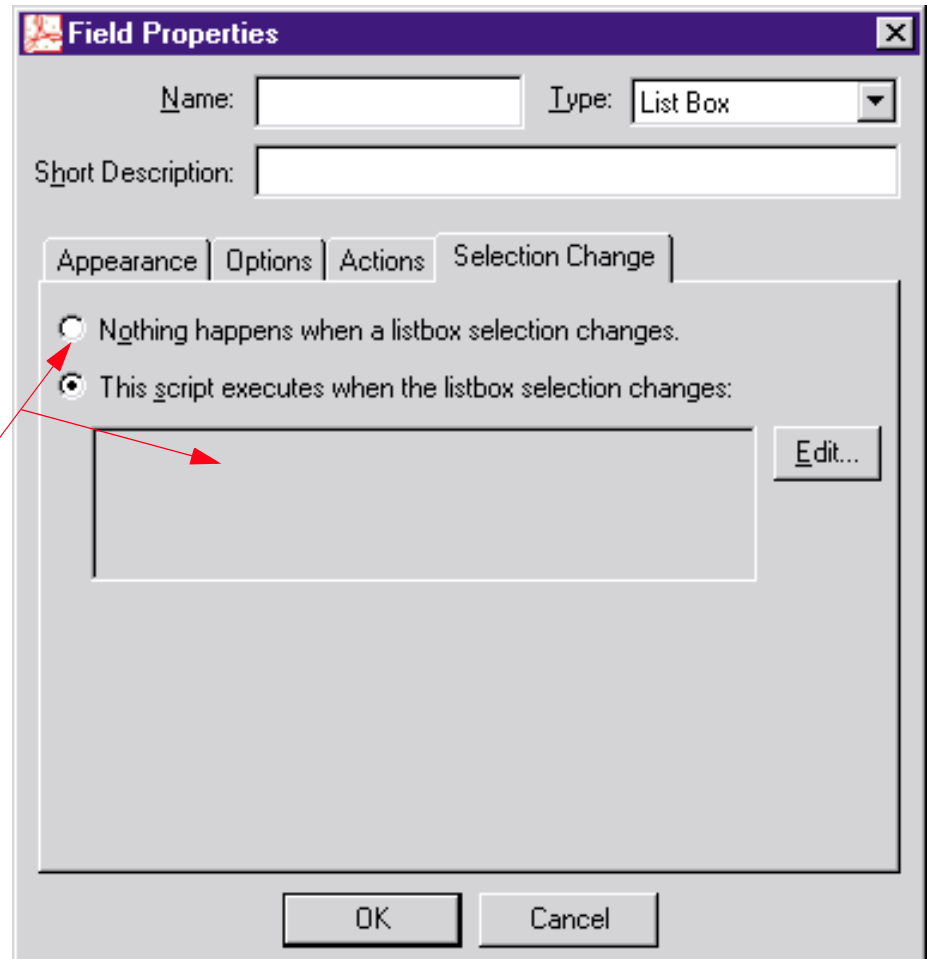 Field Properties
Name: Type: List Box
Short Description:
Appearance Options Actions Selection Change
Nothing happens when a listbox selection changes.
This script executes when the listbox selection changes:
Edit...
OK Cancel